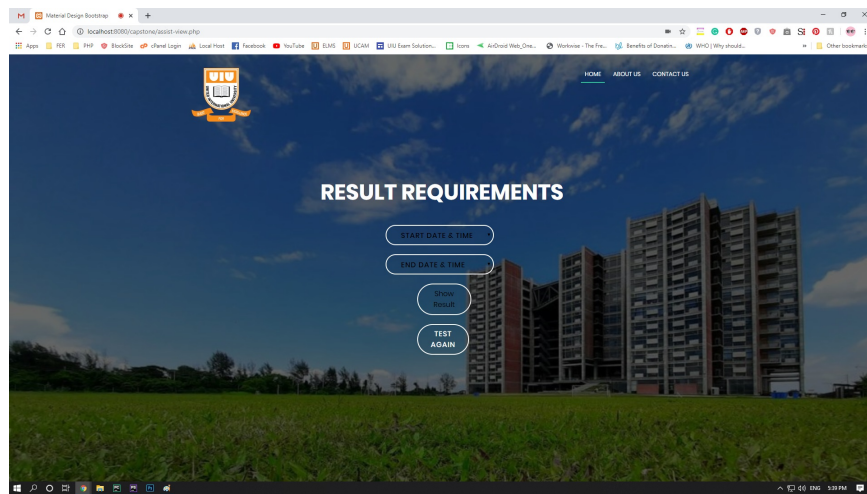 Material Design Bootstrap
localhost:8080/capstone/assist-view.php
Apps FER PHP BlockSite cPanel Login Local Host Facebook YouTube ELMS UCAM UIU Exam Solution... Icons AirDroid Web_One... Workwise - The Fre... Benefits of Donatin... WHO | Why should... » Other bookmarks
UIU
HOME ABOUT US CONTACT US
RESULT REQUIREMENTS
START DATE & TIME
END DATE & TIME
Show
Result
TEST
AGAIN
ENG 5:39 PM